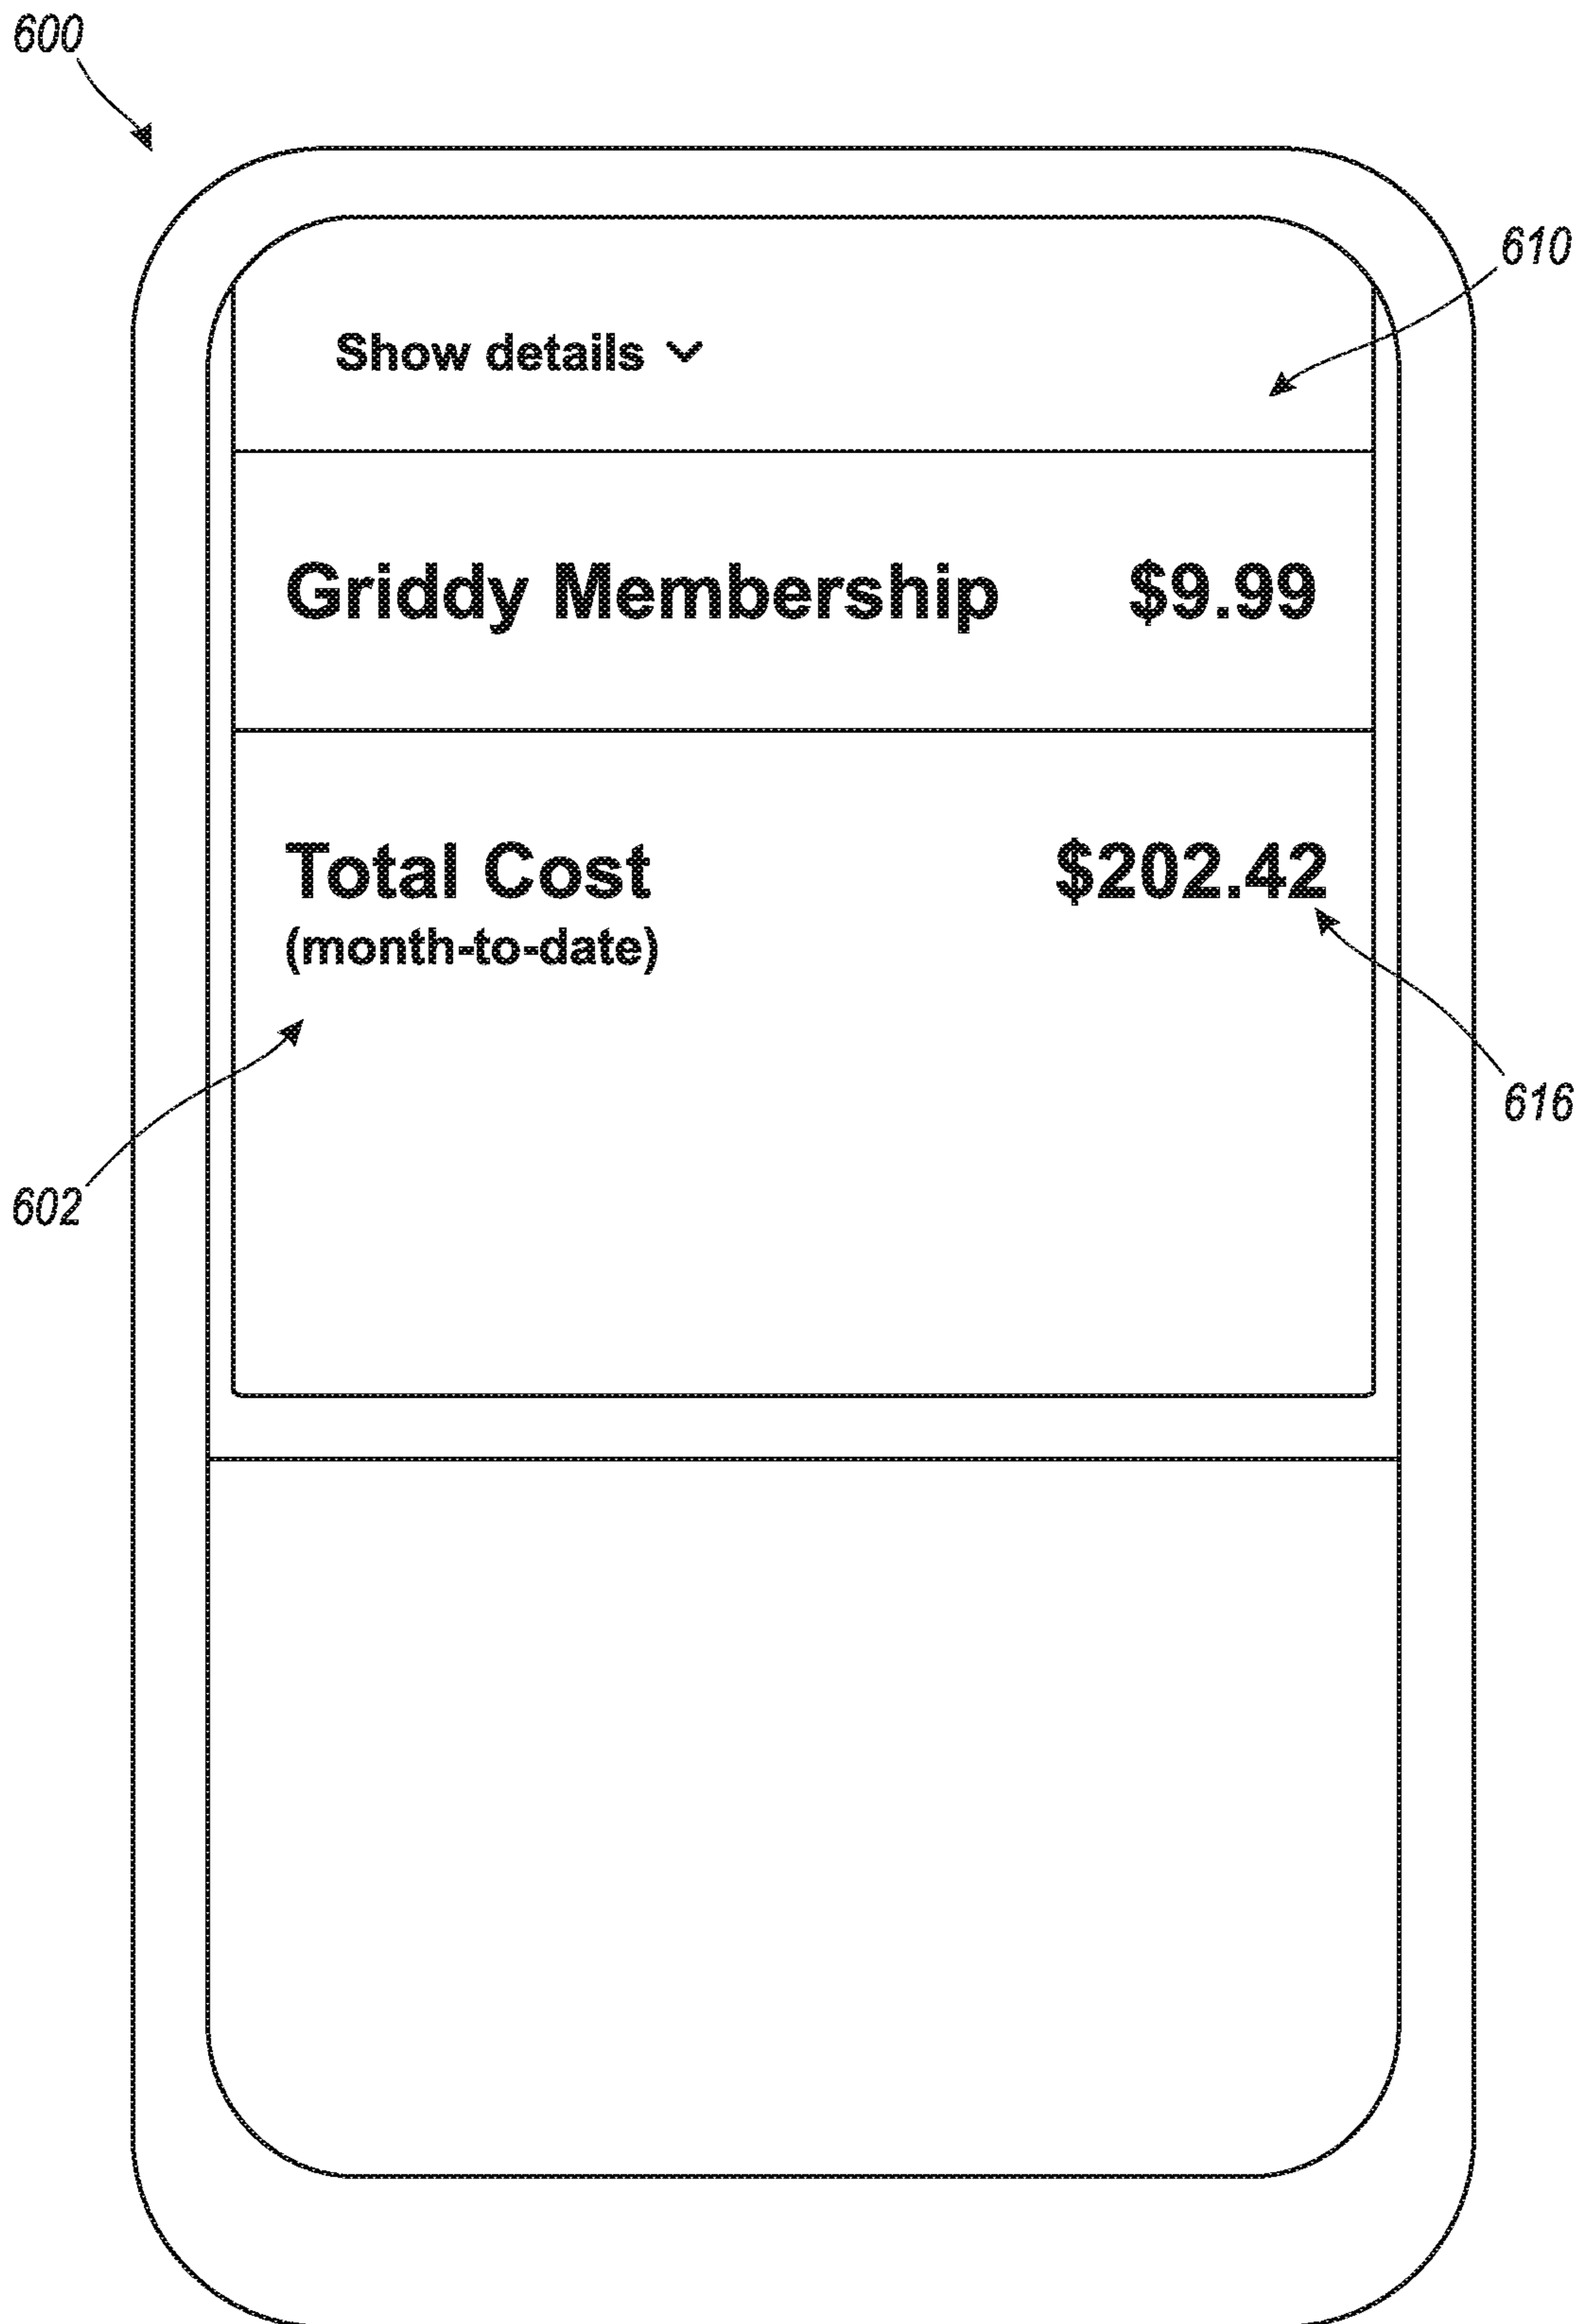 600
610
Show details
Griddy Membership $9.99
Total Cost $202.42
(month-to-date)
616
602